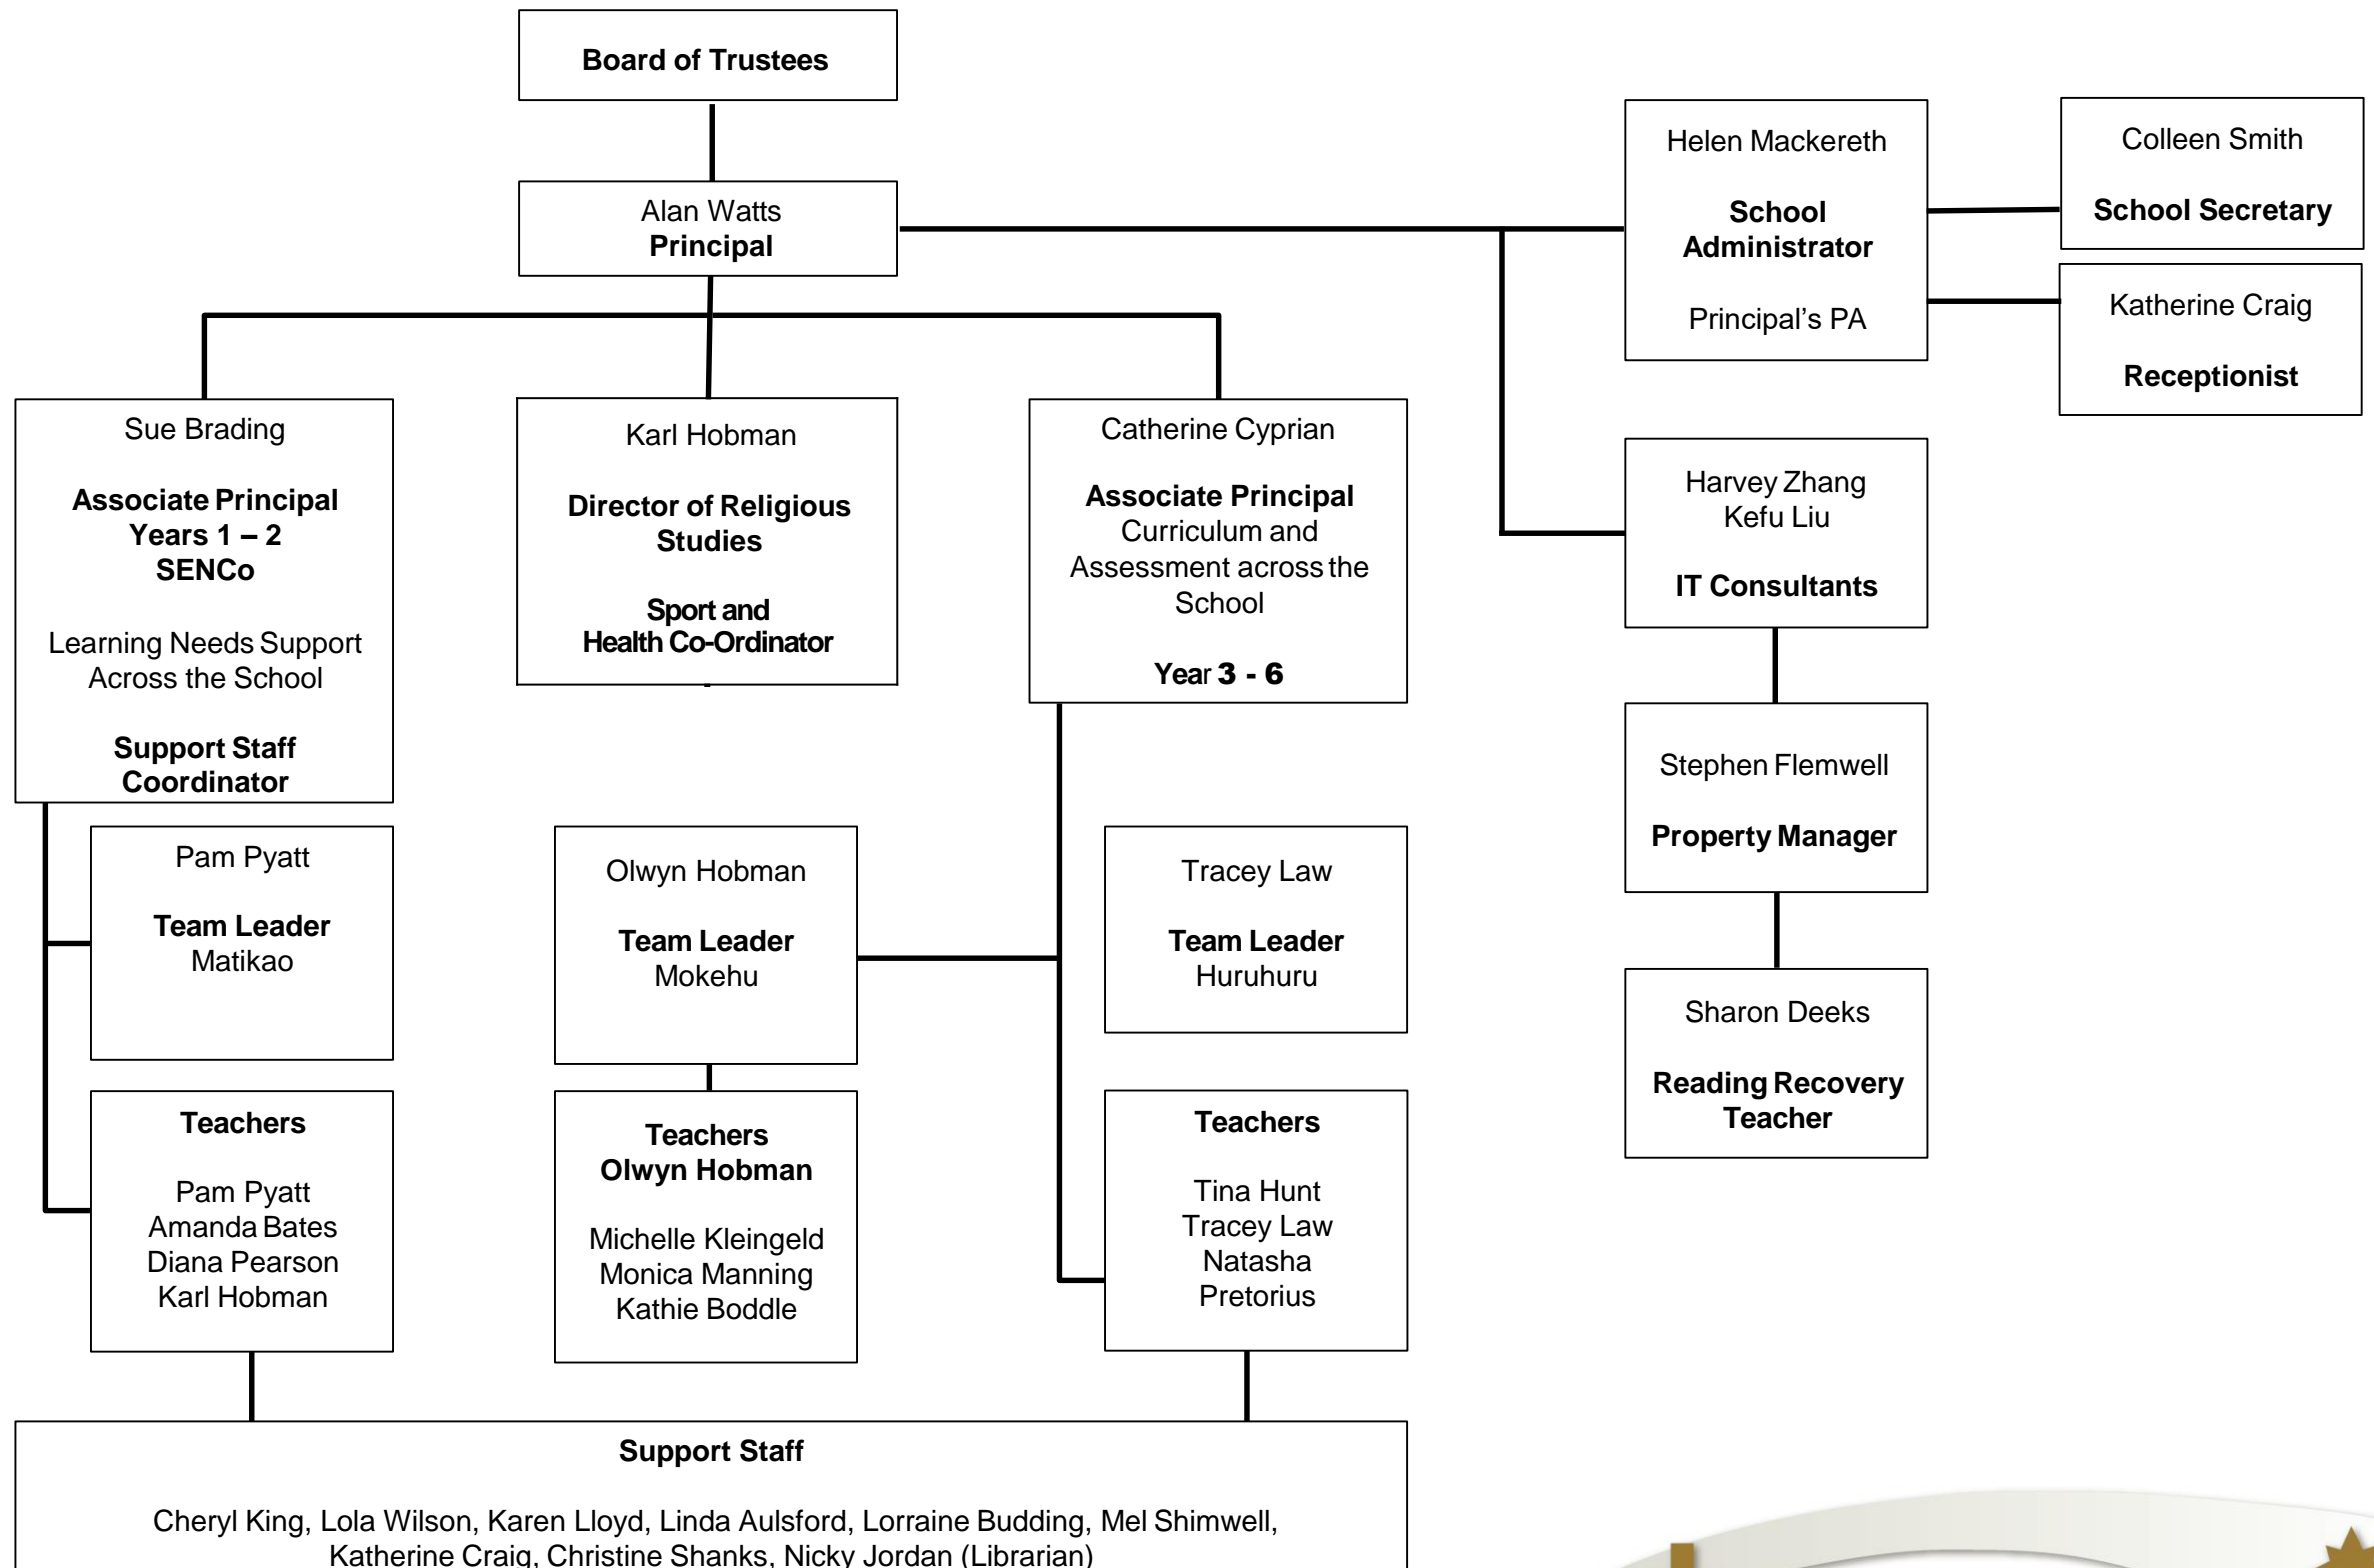 Board of Trustees
Alan Watts
Principal
Helen Mackereth
School
Administrator
Principal’s PA
Colleen Smith
School Secretary
Katherine Craig
Receptionist
Sue Brading
Associate Principal
Years 1 – 2
SENCo
Learning Needs Support
Across the School
Support Staff
Coordinator
Karl Hobman
Director of Religious
Studies
Sport and
Health Co-Ordinator
Catherine Cyprian
Associate Principal
Curriculum and
Assessment across the
School
Year 3 - 6
Harvey Zhang
Kefu Liu
IT Consultants
Stephen Flemwell
Property Manager
Sharon Deeks
Reading Recovery
Teacher
Pam Pyatt
Team Leader
Matikao
Olwyn Hobman
Team Leader
Mokehu
Tracey Law
Team Leader
Huruhuru
Teachers
Pam Pyatt
Amanda Bates
Diana Pearson
Karl Hobman
Teachers
Olwyn Hobman
Michelle Kleingeld
Monica Manning
Kathie Boddle
Teachers
Tina Hunt
Tracey Law
Natasha
Pretorius
Support Staff
Cheryl King, Lola Wilson, Karen Lloyd, Linda Aulsford, Lorraine Budding, Mel Shimwell,
Katherine Craig, Christine Shanks, Nicky Jordan (Librarian)